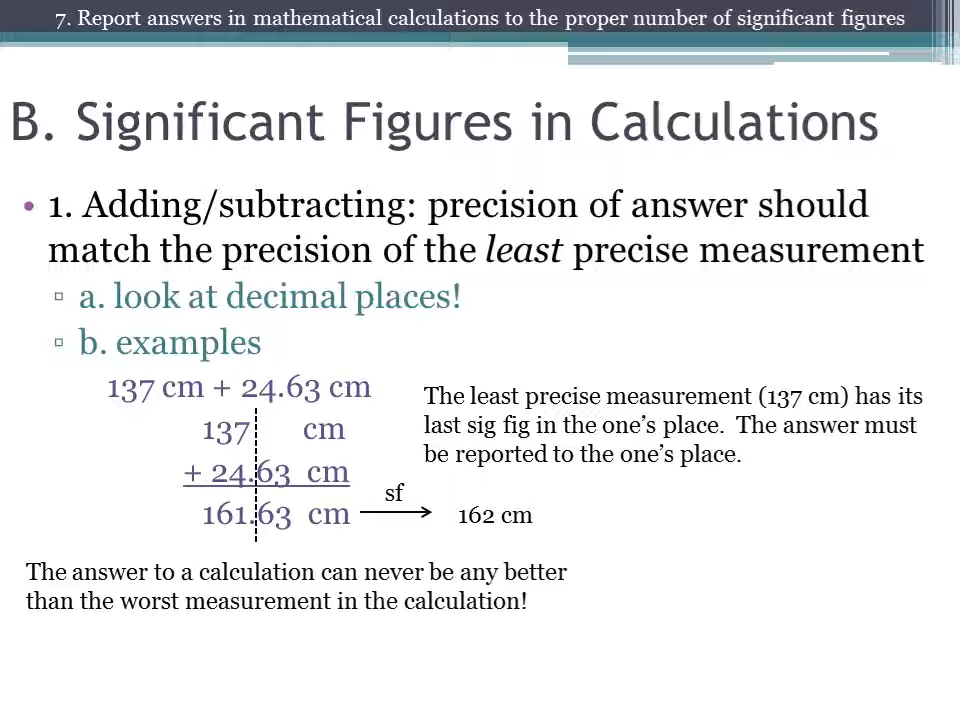 7. Report answers in mathematical calculations to the proper number of significant figures
B. Significant Figures in Calculations
• 1. Adding/subtracting: precision of answer should
match the precision of the least precise measurement
▫ a. look at decimal places!
▫ b. examples
137 cm + 24.63 cm
137 cm
+ 24.63 cm
161.63 cm
sf
162 cm
The least precise measurement (137 cm) has its
last sig fig in the one’s place. The answer must
be reported to the one’s place.
The answer to a calculation can never be any better
than the worst measurement in the calculation!